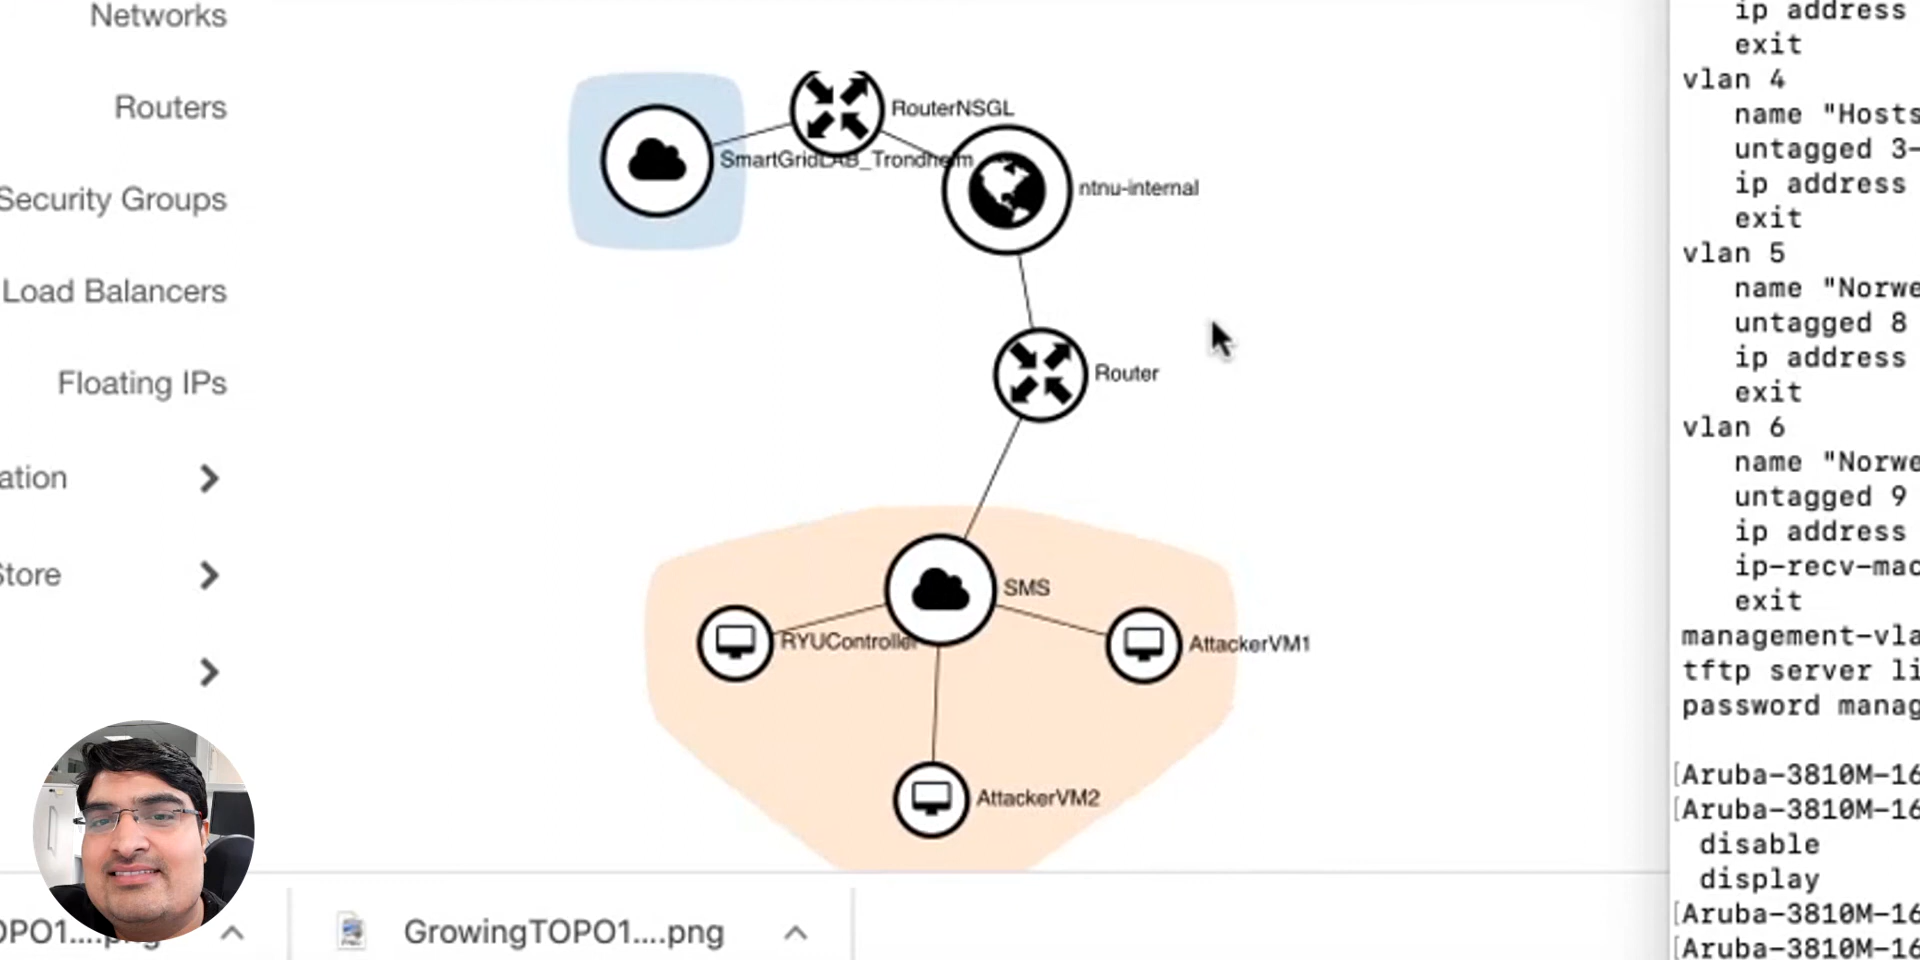 Networks
Routers
Security Groups
Load Balancers
Floating IPs
ation
Store
RouterNSGL
SmartGridLAB_Trondheim
ntnu-internal
Router
SMS
RYUController
AttackerVM1
AttackerVM2
OPO1....png
GrowingTOPO1....png
ip address
exit
vlan 4
name "Hosts
untagged 3-
ip address
exit
vlan 5
name "Norwe
untagged 8
ip address
exit
vlan 6
name "Norwe
untagged 9
ip address
ip-recv-mac
exit
management-vla
tftp server li
password manag
[Aruba-3810M-16
[Aruba-3810M-16
disable
display
[Aruba-3810M-16
[Aruba-3810M-16